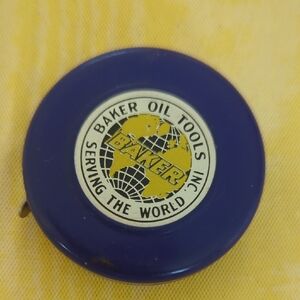 BAKER OIL TOOLS INC.
BAKER
SERVING THE WORLD